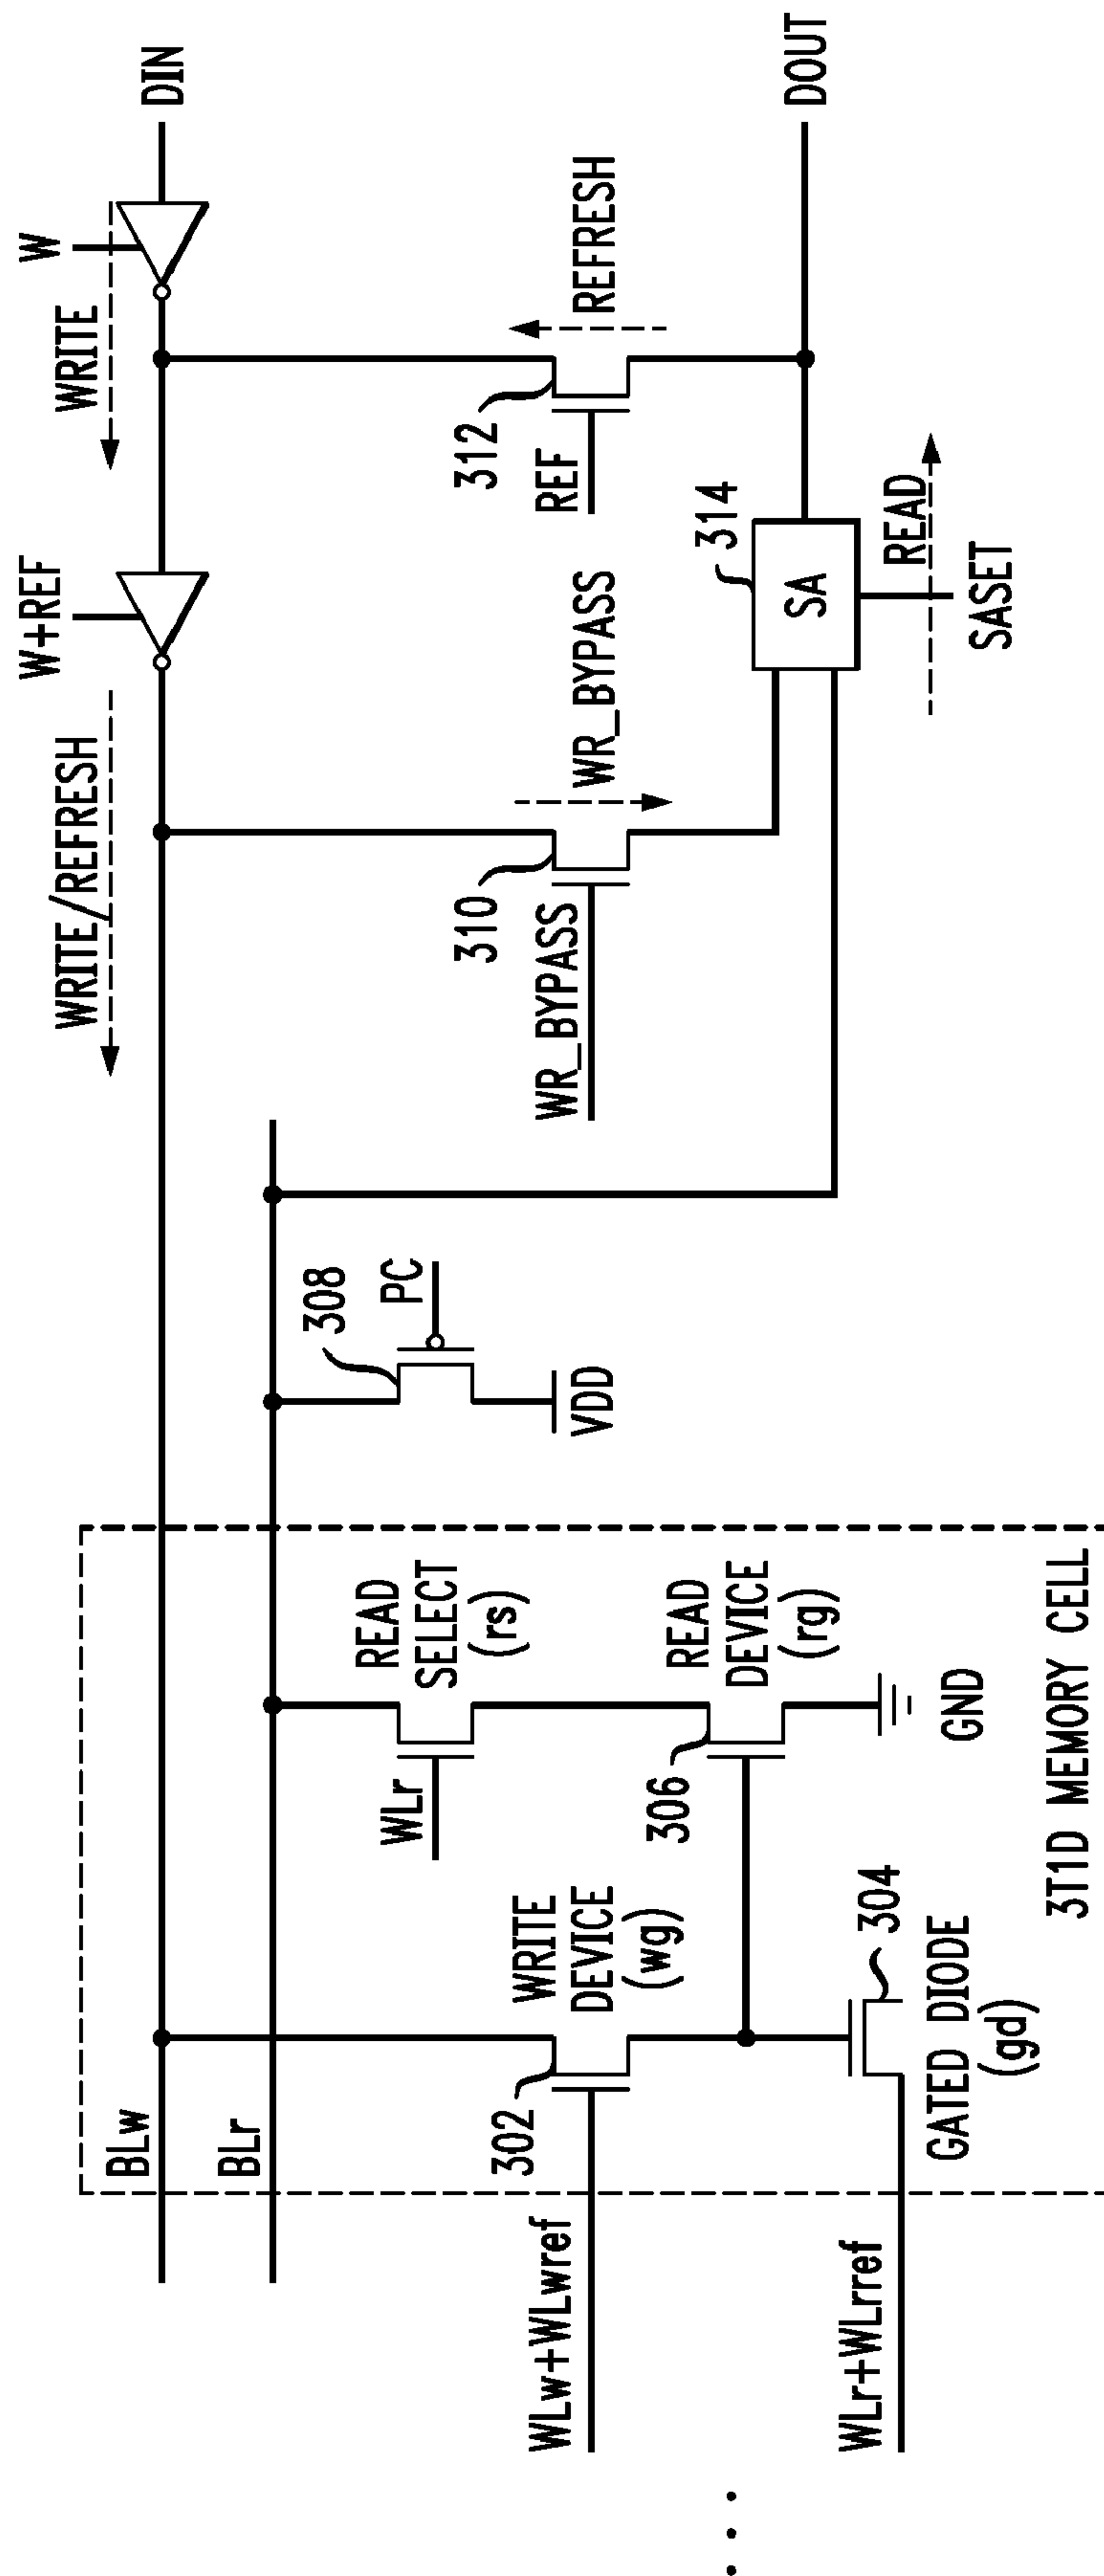 BLw
BLr
WRITE/REFRESH
W+REF
WRITE
W
DIN
WLw+WLwref
302
WRITE
DEVICE
(wg)
WLr
READ
SELECT
(rs)
308
PC
VDD
WR_BYPASS
310
WR_BYPASS
REF
312
REFRESH
WLr+WLrref
GATED DIODE
(gd)
304
306
READ
DEVICE
(rg)
GND
3T1D MEMORY CELL
SA
314
READ
SASET
DOUT